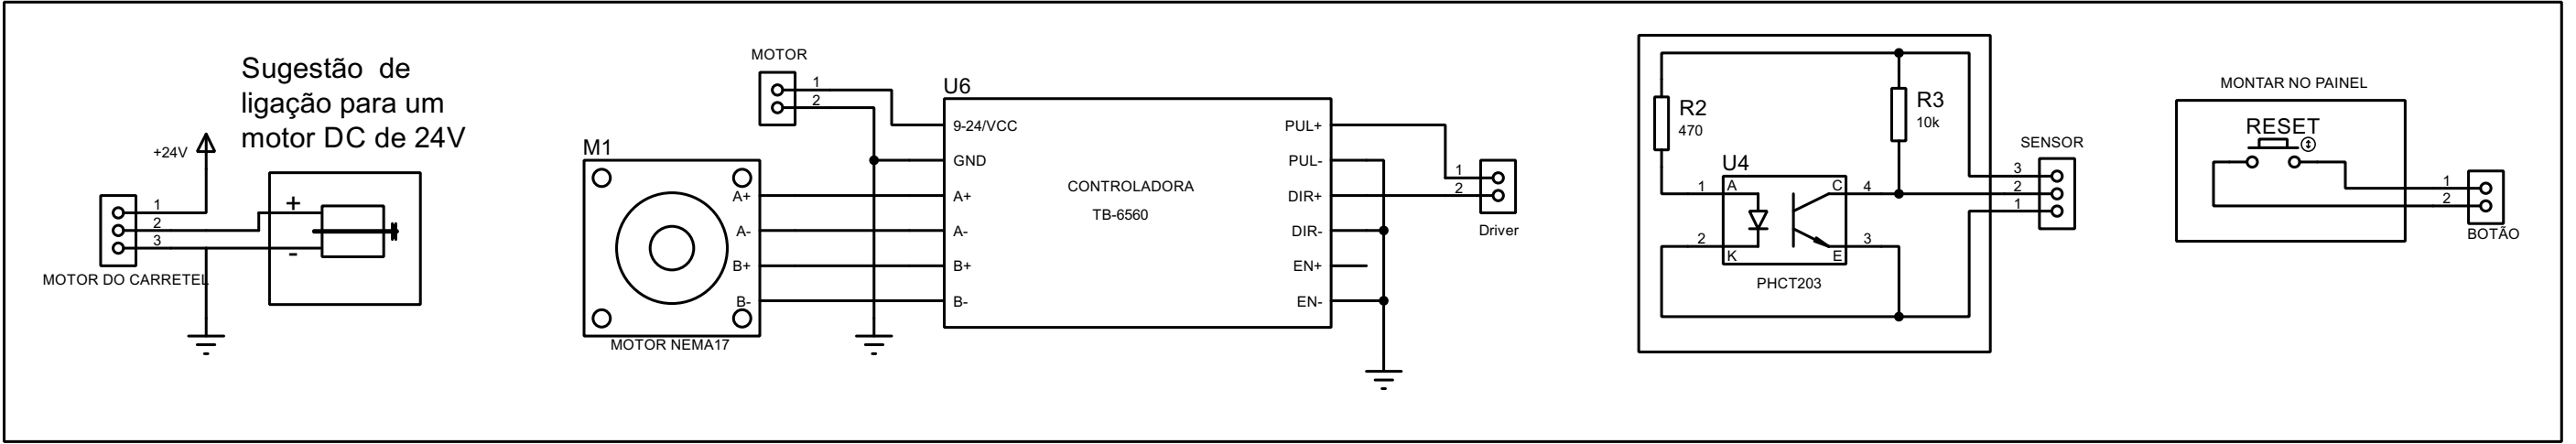 Sugestão de
ligação para um
motor DC de 24V
+24V
1
2
3
+
-
MOTOR DO CARRETEL
MOTOR
1
2
M1
A+
A-
B+
B-
MOTOR NEMA17
U6
9-24/VCC
GND
A+
A-
B+
B-
CONTROLADORA
TB-6560
PUL+
PUL-
DIR+
DIR-
EN+
EN-
1
2
Driver
R2
470
R3
10k
U4
1
A
C
4
2
K
E
3
PHCT203
SENSOR
3
2
1
MONTAR NO PAINEL
RESET
1
2
BOTÃO